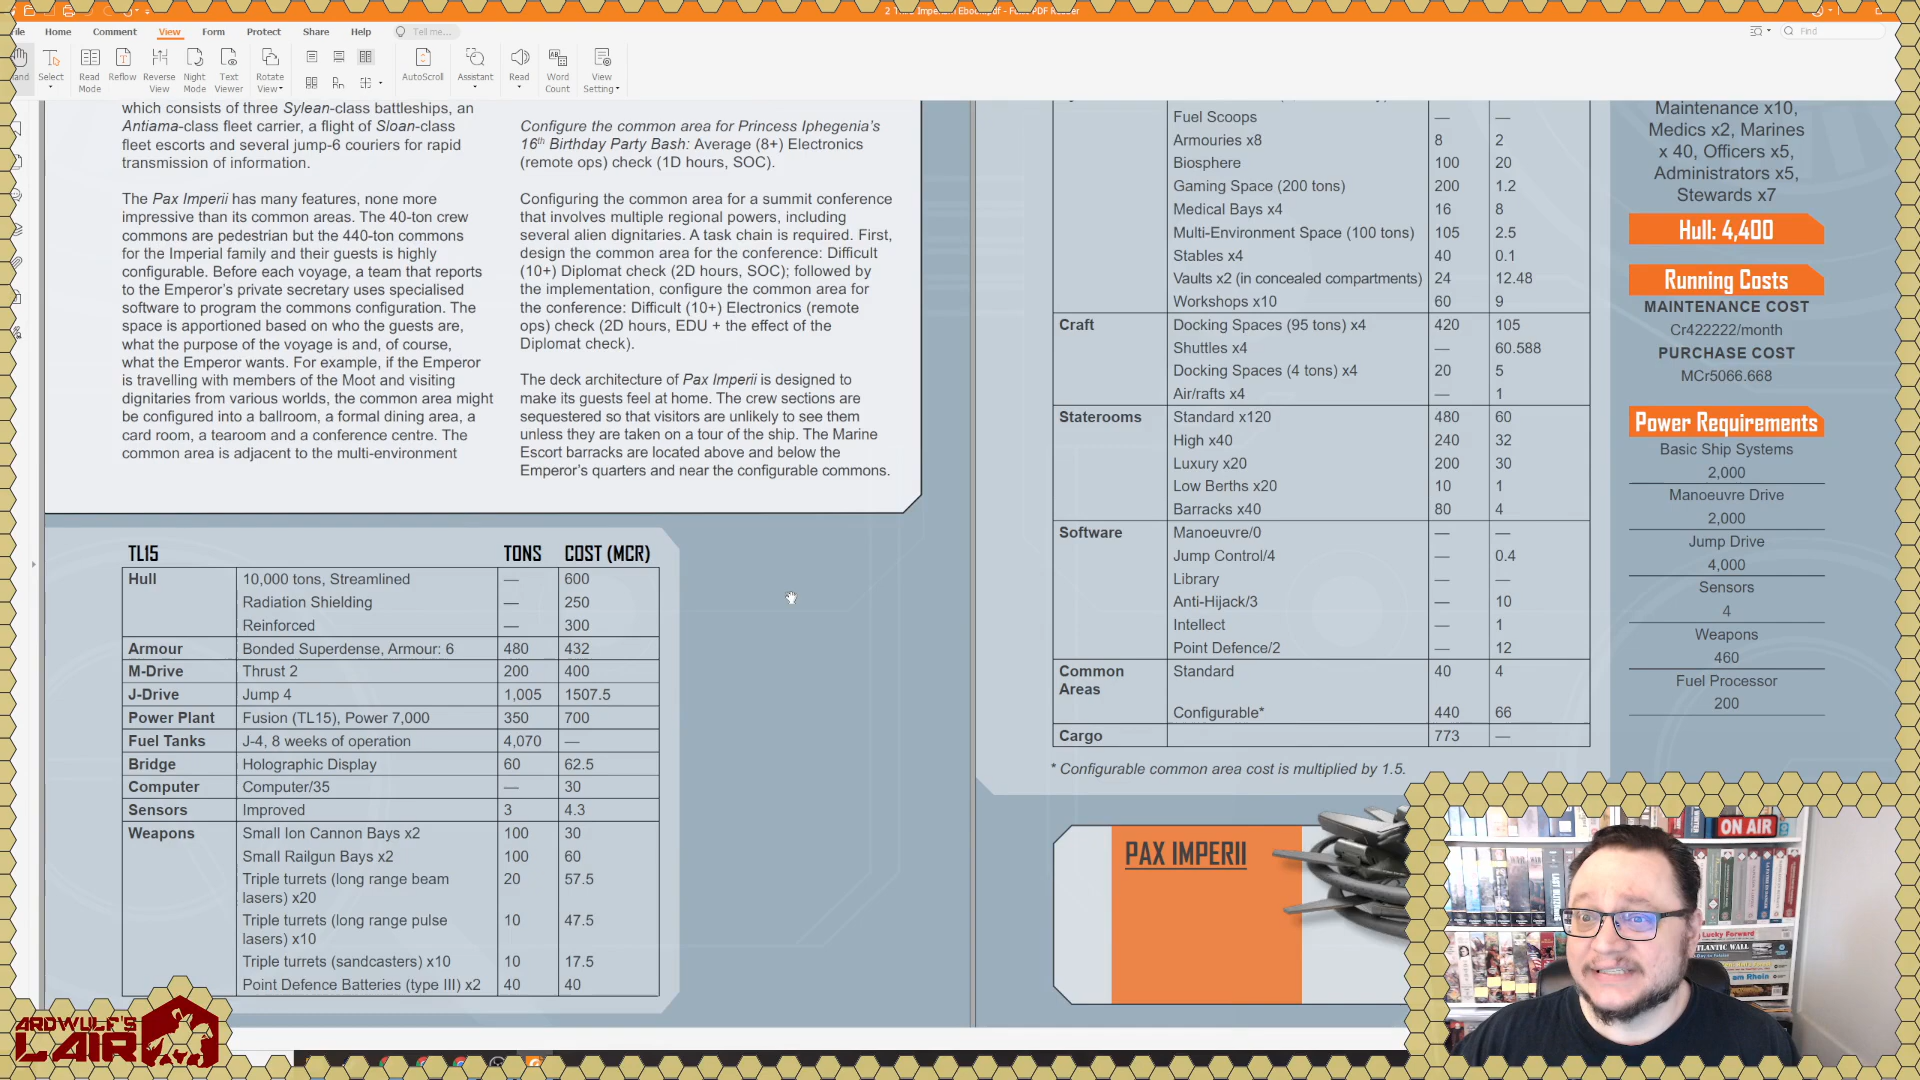 Home Comment View Form Protect Share Help Tell me... Find
Select Read Mode Reflow Reverse View Night Mode Text Viewer Rotate View AutoScroll Assistant Read Word Count View Setting
which consists of three Sylean-class battleships, an
Antiama-class fleet carrier, a flight of Sloan-class
fleet escorts and several jump-6 couriers for rapid
transmission of information.
The Pax Imperii has many features, none more
impressive than its common areas. The 40-ton crew
commons are pedestrian but the 440-ton commons
for the Imperial family and their guests is highly
configurable. Before each voyage, a team that reports
to the Emperor's private secretary uses specialised
software to program the commons configuration. The
space is apportioned based on who the guests are,
what the purpose of the voyage is and, of course,
what the Emperor wants. For example, if the Emperor
is travelling with members of the Moot and visiting
dignitaries from various worlds, the common area might
be configured into a ballroom, a formal dining area, a
card room, a tearoom and a conference centre. The
common area is adjacent to the multi-environment
Configure the common area for Princess Iphegenia's
16th Birthday Party Bash: Average (8+) Electronics
(remote ops) check (1D hours, SOC).
Configuring the common area for a summit conference
that involves multiple regional powers, including
several alien dignitaries. A task chain is required. First,
design the common area for the conference: Difficult
(10+) Diplomat check (2D hours, SOC); followed by
the implementation, configure the common area for
the conference: Difficult (10+) Electronics (remote
ops) check (2D hours, EDU + the effect of the
Diplomat check).
The deck architecture of Pax Imperii is designed to
make its guests feel at home. The crew sections are
sequestered so that visitors are unlikely to see them
unless they are taken on a tour of the ship. The Marine
Escort barracks are located above and below the
Emperor's quarters and near the configurable commons.
TL15 TONS COST (MCR)
Hull 10,000 tons, Streamlined — 600
Radiation Shielding — 250
Reinforced — 300
Armour Bonded Superdense, Armour: 6 480 432
M-Drive Thrust 2 200 400
J-Drive Jump 4 1,005 1507.5
Power Plant Fusion (TL15), Power 7,000 350 700
Fuel Tanks J-4, 8 weeks of operation 4,070 —
Bridge Holographic Display 60 62.5
Computer Computer/35 — 30
Sensors Improved 3 4.3
Weapons Small Ion Cannon Bays x2 100 30
Small Railgun Bays x2 100 60
Triple turrets (long range beam 20 57.5
lasers) x20
Triple turrets (long range pulse 10 47.5
lasers) x10
Triple turrets (sandcasters) x10 10 17.5
Point Defence Batteries (type III) x2 40 40
Fuel Scoops — —
Armouries x8 8 2
Biosphere 100 20
Gaming Space (200 tons) 200 1.2
Medical Bays x4 16 8
Multi-Environment Space (100 tons) 105 2.5
Stables x4 40 0.1
Vaults x2 (in concealed compartments) 24 12.48
Workshops x10 60 9
Craft Docking Spaces (95 tons) x4 420 105
Shuttles x4 — 60.588
Docking Spaces (4 tons) x4 20 5
Air/rafts x4 — 1
Staterooms Standard x120 480 60
High x40 240 32
Luxury x20 200 30
Low Berths x20 10 1
Barracks x40 80 4
Software Manoeuvre/0 — —
Jump Control/4 — 0.4
Library — —
Anti-Hijack/3 — 10
Intellect — 1
Point Defence/2 — 12
Common Standard 40 4
Areas
Configurable* 440 66
Cargo 773 —
* Configurable common area cost is multiplied by 1.5.
PAX IMPERII
Maintenance x10,
Medics x2, Marines
x 40, Officers x5,
Administrators x5,
Stewards x7
Hull: 4,400
Running Costs
MAINTENANCE COST
Cr422222/month
PURCHASE COST
MCr5066.668
Power Requirements
Basic Ship Systems
2,000
Manoeuvre Drive
2,000
Jump Drive
4,000
Sensors
4
Weapons
460
Fuel Processor
200
ON AIR
Lucky Forward
ATLANTIC WALL
ARDWULF'S
LAIR